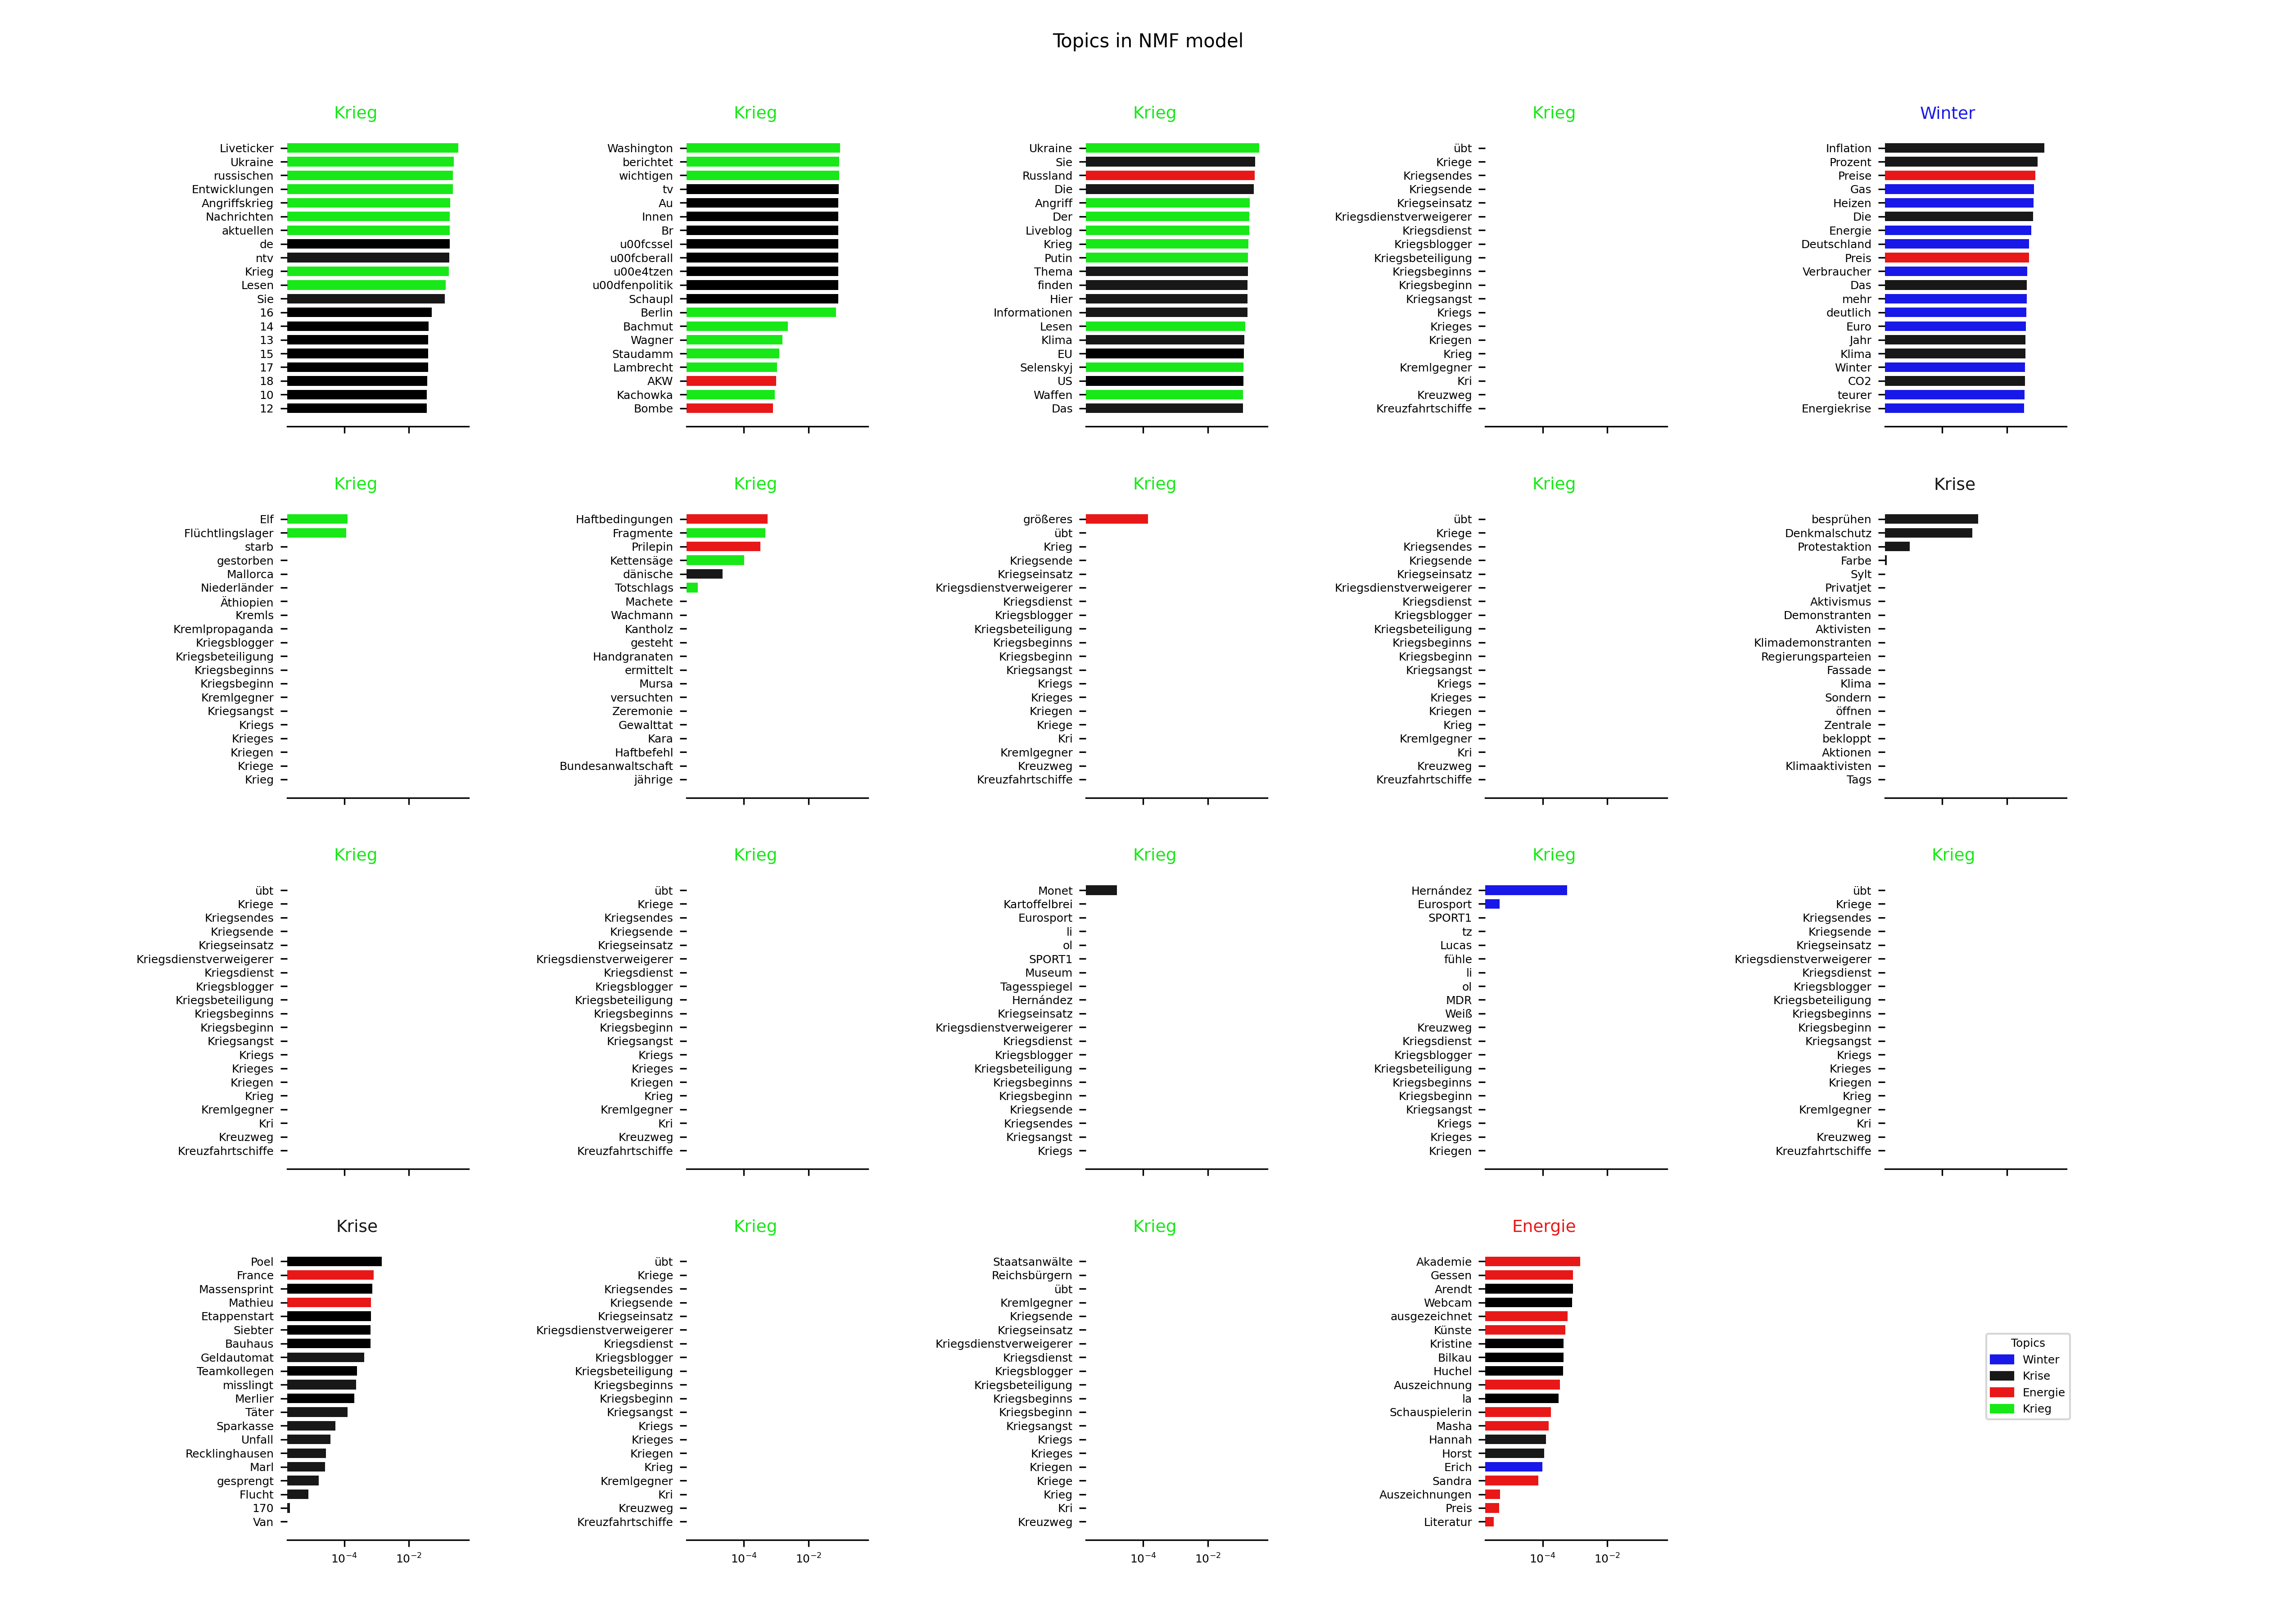 Topics in NMF model
Krieg
Liveticker
Ukraine
russischen
Entwicklungen
Angriffskrieg
Nachrichten
aktuellen
de
ntv
Krieg
Lesen
Sie
16
14
13
15
17
18
10
12
Krieg
Washington
berichtet
wichtigen
tv
Au
Innen
Br
u00fcssel
u00fcberall
u00e4tzen
u00dfenpolitik
Schaupl
Berlin
Bachmut
Wagner
Staudamm
Lambrecht
AKW
Kachowka
Bombe
Krieg
Ukraine
Sie
Russland
Die
Angriff
Der
Liveblog
Krieg
Putin
Thema
finden
Hier
Informationen
Lesen
Klima
EU
Selenskyj
US
Waffen
Das
Krieg
übt
Kriege
Kriegsendes
Kriegsende
Kriegseinsatz
Kriegsdienstverweigerer
Kriegsdienst
Kriegsblogger
Kriegsbeteiligung
Kriegsbeginns
Kriegsbeginn
Kriegsangst
Kriegs
Krieges
Kriegen
Krieg
Kremlgegner
Kri
Kreuzweg
Kreuzfahrtschiffe
Winter
Inflation
Prozent
Preise
Gas
Heizen
Die
Energie
Deutschland
Preis
Verbraucher
Das
mehr
deutlich
Euro
Jahr
Klima
Winter
CO2
teurer
Energiekrise
Krieg
Elf
Flüchtlingslager
starb
gestorben
Mallorca
Niederländer
Äthiopien
Kremls
Kremlpropaganda
Kriegsblogger
Kriegsbeteiligung
Kriegsbeginns
Kriegsbeginn
Kremlgegner
Kriegsangst
Kriegs
Krieges
Kriegen
Kriege
Krieg
Krieg
Haftbedingungen
Fragmente
Prilepin
Kettensäge
dänische
Totschlags
Machete
Wachmann
Kantholz
gesteht
Handgranaten
ermittelt
Mursa
versuchten
Zeremonie
Gewalttat
Kara
Haftbefehl
Bundesanwaltschaft
jährige
Krieg
größeres
übt
Krieg
Kriegsende
Kriegseinsatz
Kriegsdienstverweigerer
Kriegsdienst
Kriegsblogger
Kriegsbeteiligung
Kriegsbeginns
Kriegsbeginn
Kriegsangst
Kriegs
Krieges
Kriegen
Kriege
Kri
Kremlgegner
Kreuzweg
Kreuzfahrtschiffe
Krieg
übt
Kriege
Kriegsendes
Kriegsende
Kriegseinsatz
Kriegsdienstverweigerer
Kriegsdienst
Kriegsblogger
Kriegsbeteiligung
Kriegsbeginns
Kriegsbeginn
Kriegsangst
Kriegs
Krieges
Kriegen
Krieg
Kremlgegner
Kri
Kreuzweg
Kreuzfahrtschiffe
Krise
besprühen
Denkmalschutz
Protestaktion
Farbe
Sylt
Privatjet
Aktivismus
Demonstranten
Aktivisten
Klimademonstranten
Regierungsparteien
Fassade
Klima
Sondern
öffnen
Zentrale
bekloppt
Aktionen
Klimaaktivisten
Tags
Krieg
übt
Kriege
Kriegsendes
Kriegsende
Kriegseinsatz
Kriegsdienstverweigerer
Kriegsdienst
Kriegsblogger
Kriegsbeteiligung
Kriegsbeginns
Kriegsbeginn
Kriegsangst
Kriegs
Krieges
Kriegen
Krieg
Kremlgegner
Kri
Kreuzweg
Kreuzfahrtschiffe
Krieg
übt
Kriege
Kriegsendes
Kriegsende
Kriegseinsatz
Kriegsdienstverweigerer
Kriegsdienst
Kriegsblogger
Kriegsbeteiligung
Kriegsbeginns
Kriegsbeginn
Kriegsangst
Kriegs
Krieges
Kriegen
Krieg
Kremlgegner
Kri
Kreuzweg
Kreuzfahrtschiffe
Krieg
Monet
Kartoffelbrei
Eurosport
li
ol
SPORT1
Museum
Tagesspiegel
Hernández
Kriegseinsatz
Kriegsdienstverweigerer
Kriegsdienst
Kriegsblogger
Kriegsbeteiligung
Kriegsbeginns
Kriegsbeginn
Kriegsende
Kriegsendes
Kriegsangst
Kriegs
Krieg
Hernández
Eurosport
SPORT1
tz
Lucas
fühle
li
ol
MDR
Weiß
Kreuzweg
Kriegsdienst
Kriegsblogger
Kriegsbeteiligung
Kriegsbeginns
Kriegsbeginn
Kriegsangst
Kriegs
Krieges
Kriegen
Krieg
übt
Kriege
Kriegsendes
Kriegsende
Kriegseinsatz
Kriegsdienstverweigerer
Kriegsdienst
Kriegsblogger
Kriegsbeteiligung
Kriegsbeginns
Kriegsbeginn
Kriegsangst
Kriegs
Krieges
Kriegen
Krieg
Kremlgegner
Kri
Kreuzweg
Kreuzfahrtschiffe
Krise
Poel
France
Massensprint
Mathieu
Etappenstart
Siebter
Bauhaus
Geldautomat
Teamkollegen
misslingt
Merlier
Täter
Sparkasse
Unfall
Recklinghausen
Marl
gesprengt
Flucht
170
Van
10⁻⁴ 10⁻²
Krieg
übt
Kriege
Kriegsendes
Kriegsende
Kriegseinsatz
Kriegsdienstverweigerer
Kriegsdienst
Kriegsblogger
Kriegsbeteiligung
Kriegsbeginns
Kriegsbeginn
Kriegsangst
Kriegs
Krieges
Kriegen
Krieg
Kremlgegner
Kri
Kreuzweg
Kreuzfahrtschiffe
10⁻⁴ 10⁻²
Krieg
Staatsanwälte
Reichsbürgern
übt
Kremlgegner
Kriegsende
Kriegseinsatz
Kriegsdienstverweigerer
Kriegsdienst
Kriegsblogger
Kriegsbeteiligung
Kriegsbeginns
Kriegsbeginn
Kriegsangst
Kriegs
Krieges
Kriegen
Kriege
Krieg
Kri
Kreuzweg
10⁻⁴ 10⁻²
Energie
Akademie
Gessen
Arendt
Webcam
ausgezeichnet
Künste
Kristine
Bilkau
Huchel
Auszeichnung
la
Schauspielerin
Masha
Hannah
Horst
Erich
Sandra
Auszeichnungen
Preis
Literatur
10⁻⁴ 10⁻²
Topics
Winter
Krise
Energie
Krieg